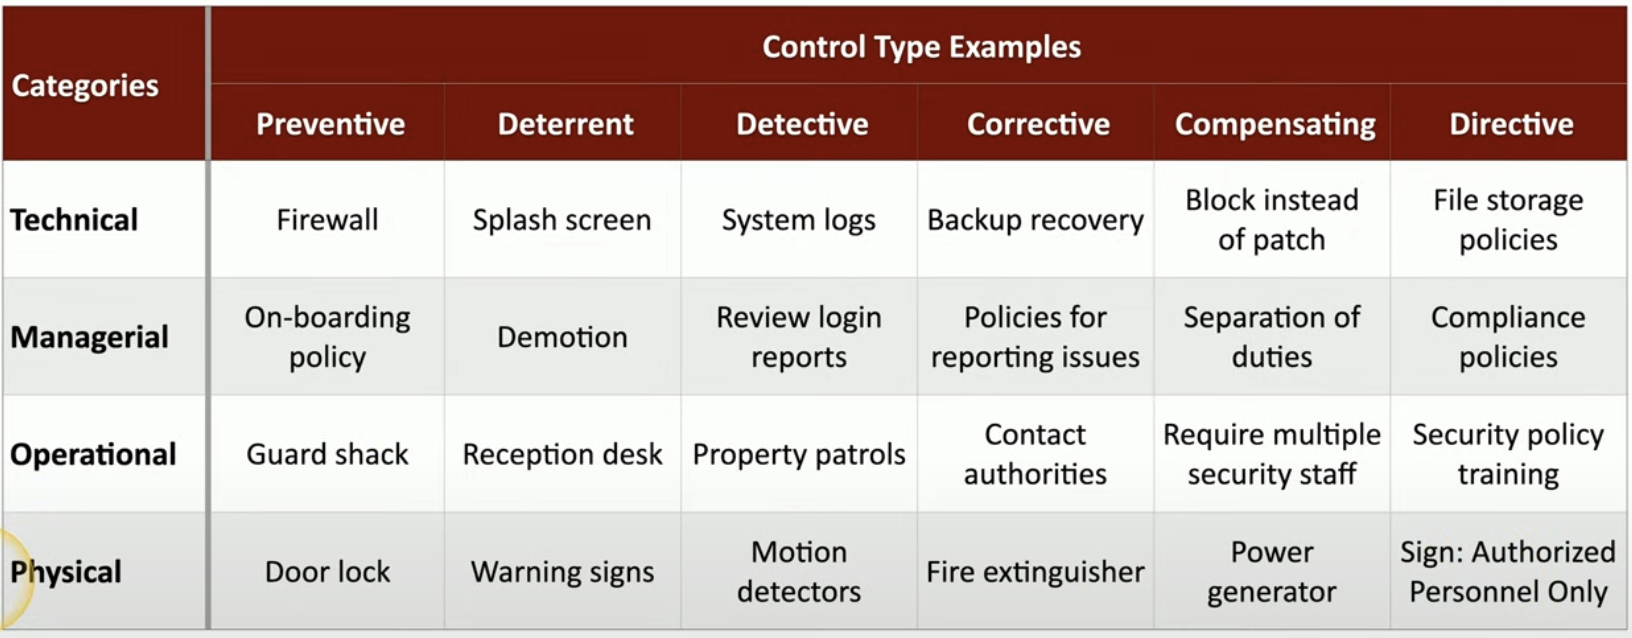 Categories
Control Type Examples
Preventive
Deterrent
Detective
Corrective
Compensating
Directive
Technical
Firewall
Splash screen
System logs
Backup recovery
Block instead
of patch
File storage
policies
Managerial
On-boarding
policy
Demotion
Review login
reports
Policies for
reporting issues
Separation of
duties
Compliance
policies
Operational
Guard shack
Reception desk
Property patrols
Contact
authorities
Require multiple
security staff
Security policy
training
Physical
Door lock
Warning signs
Motion
detectors
Fire extinguisher
Power
generator
Sign: Authorized
Personnel Only